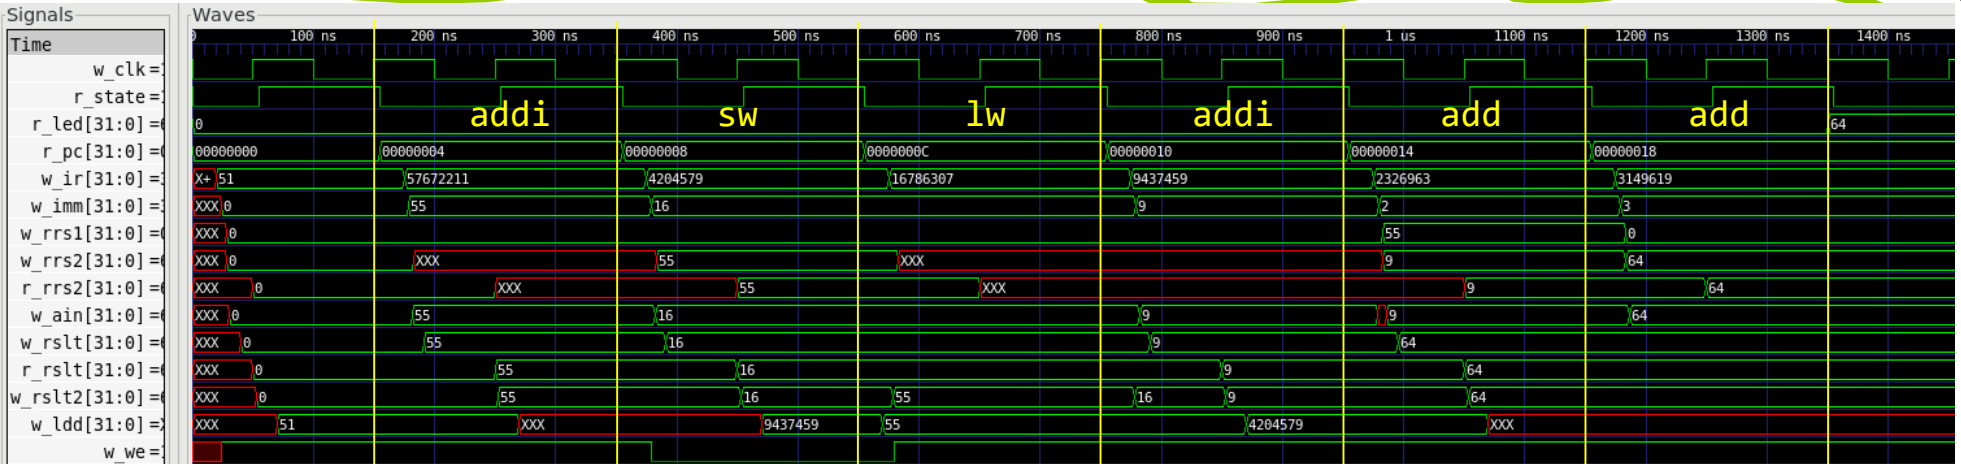 Signals Waves
Time 0 100 ns 200 ns 300 ns 400 ns 500 ns 600 ns 700 ns 800 ns 900 ns 1 us 1100 ns 1200 ns 1300 ns 1400 ns
w_clk =
r_state =
addi sw lw addi add add
r_led[31:0] = 0 64
r_pc[31:0] = 00000000 00000004 00000008 0000000C 00000010 00000014 00000018
w_ir[31:0] = X+ 51 57672211 4204579 16786307 9437459 2326963 3149619
w_imm[31:0] = XXX 0 55 16 9 2 3
w_rrs1[31:0] = XXX 0 55 0
w_rrs2[31:0] = XXX 0 XXX 55 XXX 9 64
r_rrs2[31:0] = XXX 0 XXX 55 XXX 9 64
w_ain[31:0] = XXX 0 55 16 9 9 64
w_rslt[31:0] = XXX 0 55 16 9 64
r_rslt[31:0] = XXX 0 55 16 9 64
w_rslt2[31:0] = XXX 0 55 16 55 16 9 64
w_ldd[31:0] = XXX 51 XXX 9437459 55 4204579 XXX
w_we =